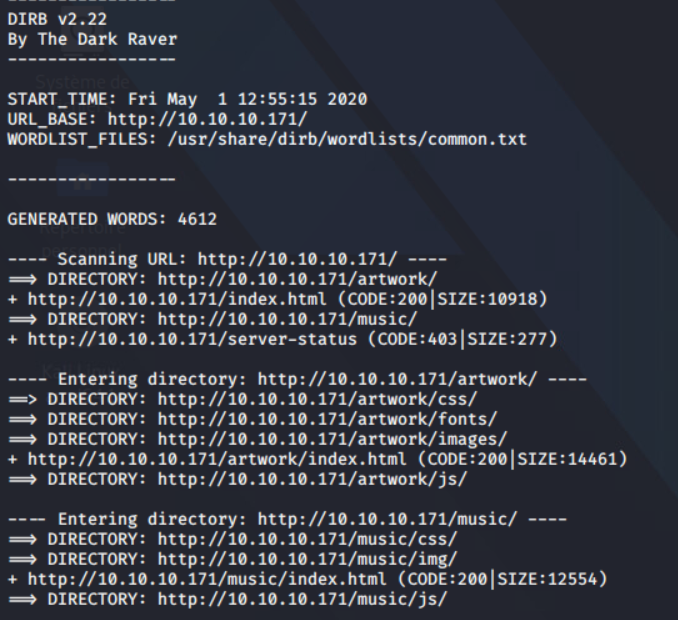 -----------------
DIRB v2.22
By The Dark Raver
-----------------
START_TIME: Fri May  1 12:55:15 2020
URL_BASE: http://10.10.10.171/
WORDLIST_FILES: /usr/share/dirb/wordlists/common.txt
-----------------
GENERATED WORDS: 4612
---- Scanning URL: http://10.10.10.171/ ----
==> DIRECTORY: http://10.10.10.171/artwork/
+ http://10.10.10.171/index.html (CODE:200|SIZE:10918)
==> DIRECTORY: http://10.10.10.171/music/
+ http://10.10.10.171/server-status (CODE:403|SIZE:277)
---- Entering directory: http://10.10.10.171/artwork/ ----
==> DIRECTORY: http://10.10.10.171/artwork/css/
==> DIRECTORY: http://10.10.10.171/artwork/fonts/
==> DIRECTORY: http://10.10.10.171/artwork/images/
+ http://10.10.10.171/artwork/index.html (CODE:200|SIZE:14461)
==> DIRECTORY: http://10.10.10.171/artwork/js/
---- Entering directory: http://10.10.10.171/music/ ----
==> DIRECTORY: http://10.10.10.171/music/css/
==> DIRECTORY: http://10.10.10.171/music/img/
+ http://10.10.10.171/music/index.html (CODE:200|SIZE:12554)
==> DIRECTORY: http://10.10.10.171/music/js/